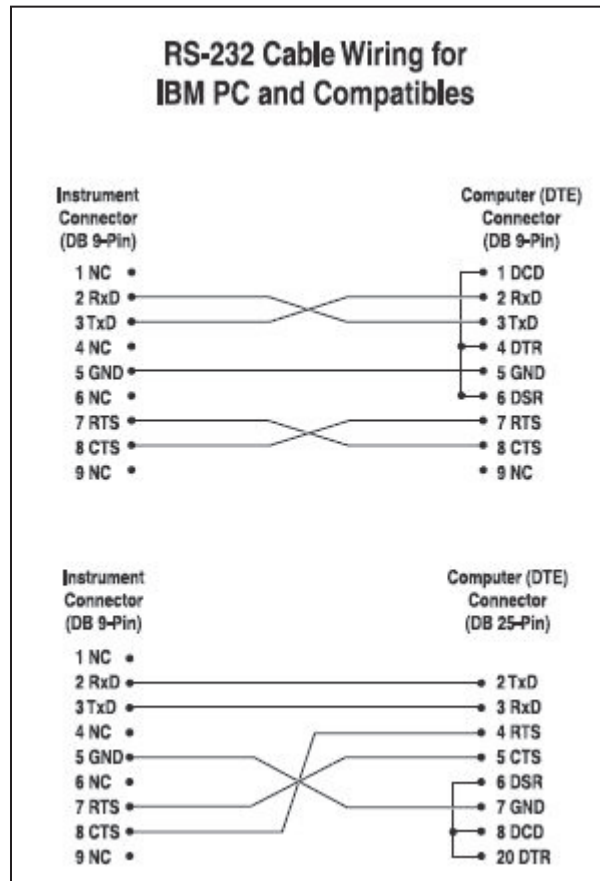 RS-232 Cable Wiring for
IBM PC and Compatibles
Instrument
Connector
(DB 9-Pin)
Computer (DTE)
Connector
(DB 9-Pin)
1 NC
1 DCD
2 RxD
2 RxD
3 TxD
3 TxD
4 NC
4 DTR
5 GND
5 GND
6 NC
6 DSR
7 RTS
7 RTS
8 CTS
8 CTS
9 NC
9 NC
Instrument
Connector
(DB 9-Pin)
Computer (DTE)
Connector
(DB 25-Pin)
1 NC
2 RxD
2 TxD
3 TxD
3 RxD
4 NC
4 RTS
5 GND
5 CTS
6 NC
6 DSR
7 RTS
7 GND
8 CTS
8 DCD
9 NC
20 DTR